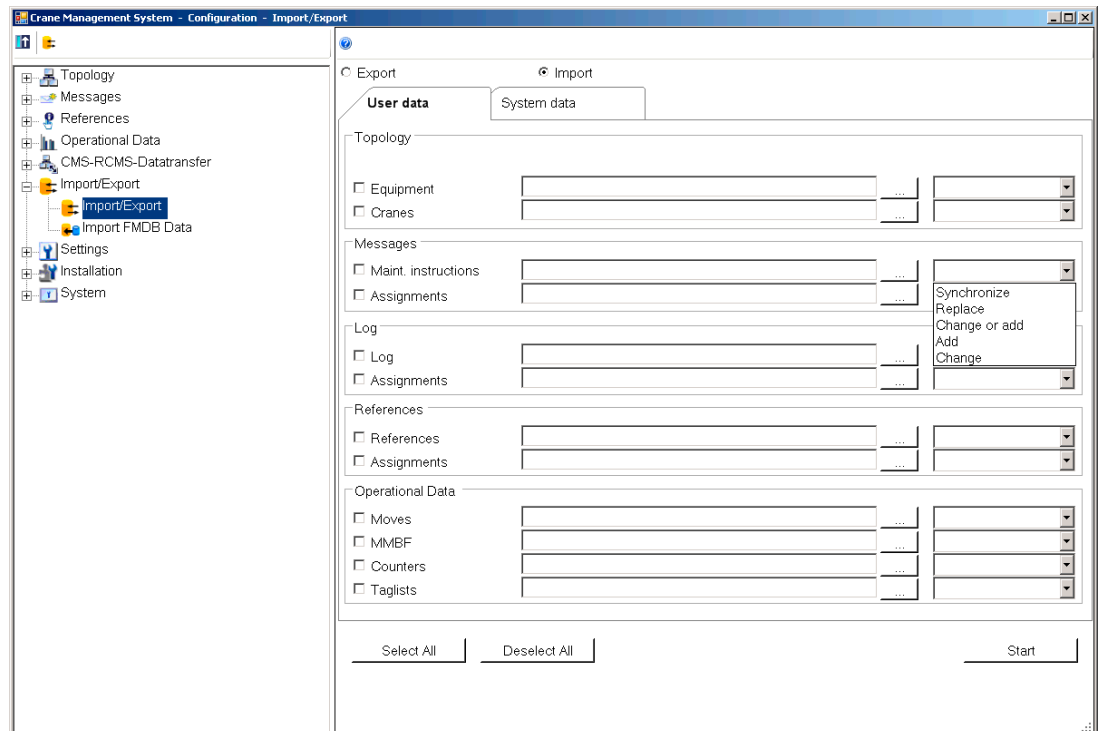 Crane Management System - Configuration - Import/Export
Topology
Messages
References
Operational Data
CMS-RCMS-Datatransfer
Import/Export
Import/Export
Import FMDB Data
Settings
Installation
System
Export Import
User data System data
Topology
Equipment ...
Cranes ...
Messages
Maint. instructions ...
Assignments ...
Synchronize
Replace
Change or add
Add
Change
Log
Log ...
Assignments ...
References
References ...
Assignments ...
Operational Data
Moves ...
MMBF ...
Counters ...
Taglists ...
Select All Deselect All Start